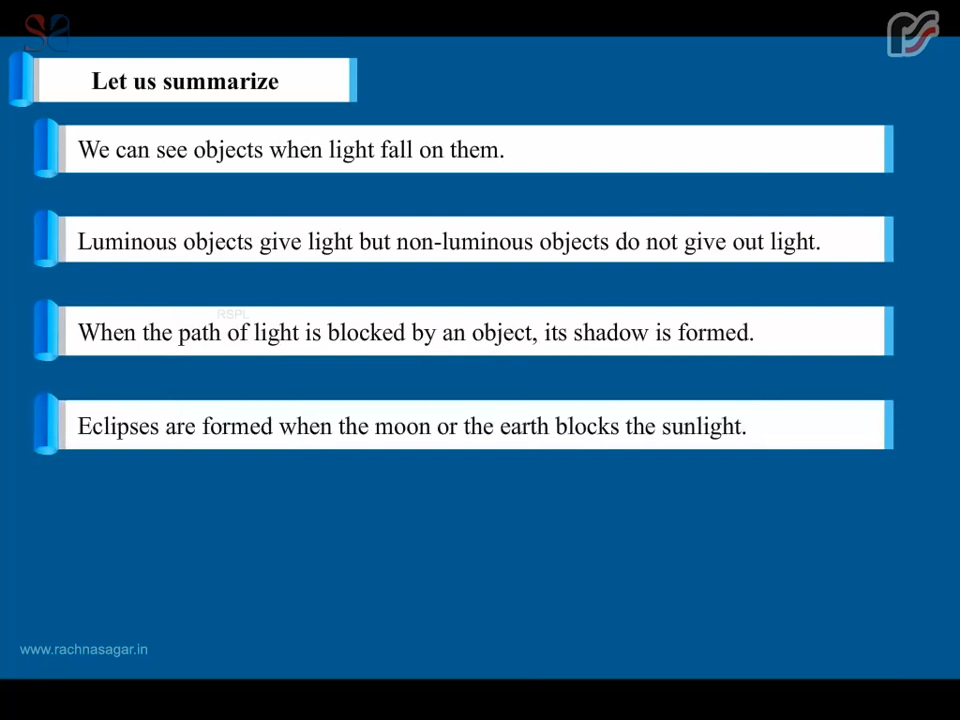 Let us summarize
We can see objects when light fall on them.
Luminous objects give light but non-luminous objects do not give out light.
RSPL
When the path of light is blocked by an object, its shadow is formed.
Eclipses are formed when the moon or the earth blocks the sunlight.
www.rachnasagar.in